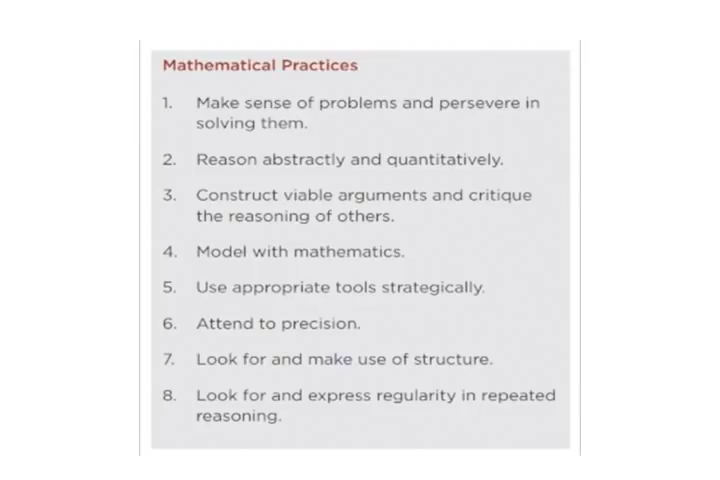 Mathematical Practices
1. Make sense of problems and persevere in
solving them.
2. Reason abstractly and quantitatively.
3. Construct viable arguments and critique
the reasoning of others.
4. Model with mathematics.
5. Use appropriate tools strategically.
6. Attend to precision.
7. Look for and make use of structure.
8. Look for and express regularity in repeated
reasoning.